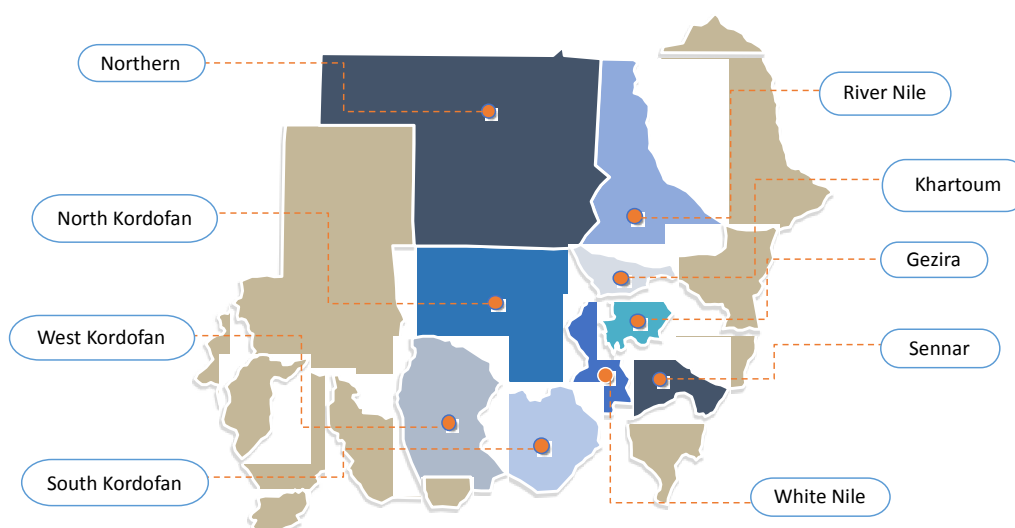 Northern
River Nile
Khartoum
North Kordofan
Gezira
West Kordofan
Sennar
South Kordofan
White Nile